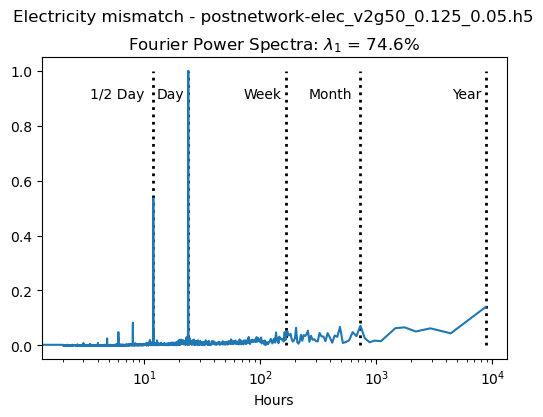 Electricity mismatch - postnetwork-elec_v2g50_0.125_0.05.h5
Fourier Power Spectra: λ₁ = 74.6%
1/2 Day Day Week Month Year
1.0
0.8
0.6
0.4
0.2
0.0
10¹ 10² 10³ 10⁴
Hours